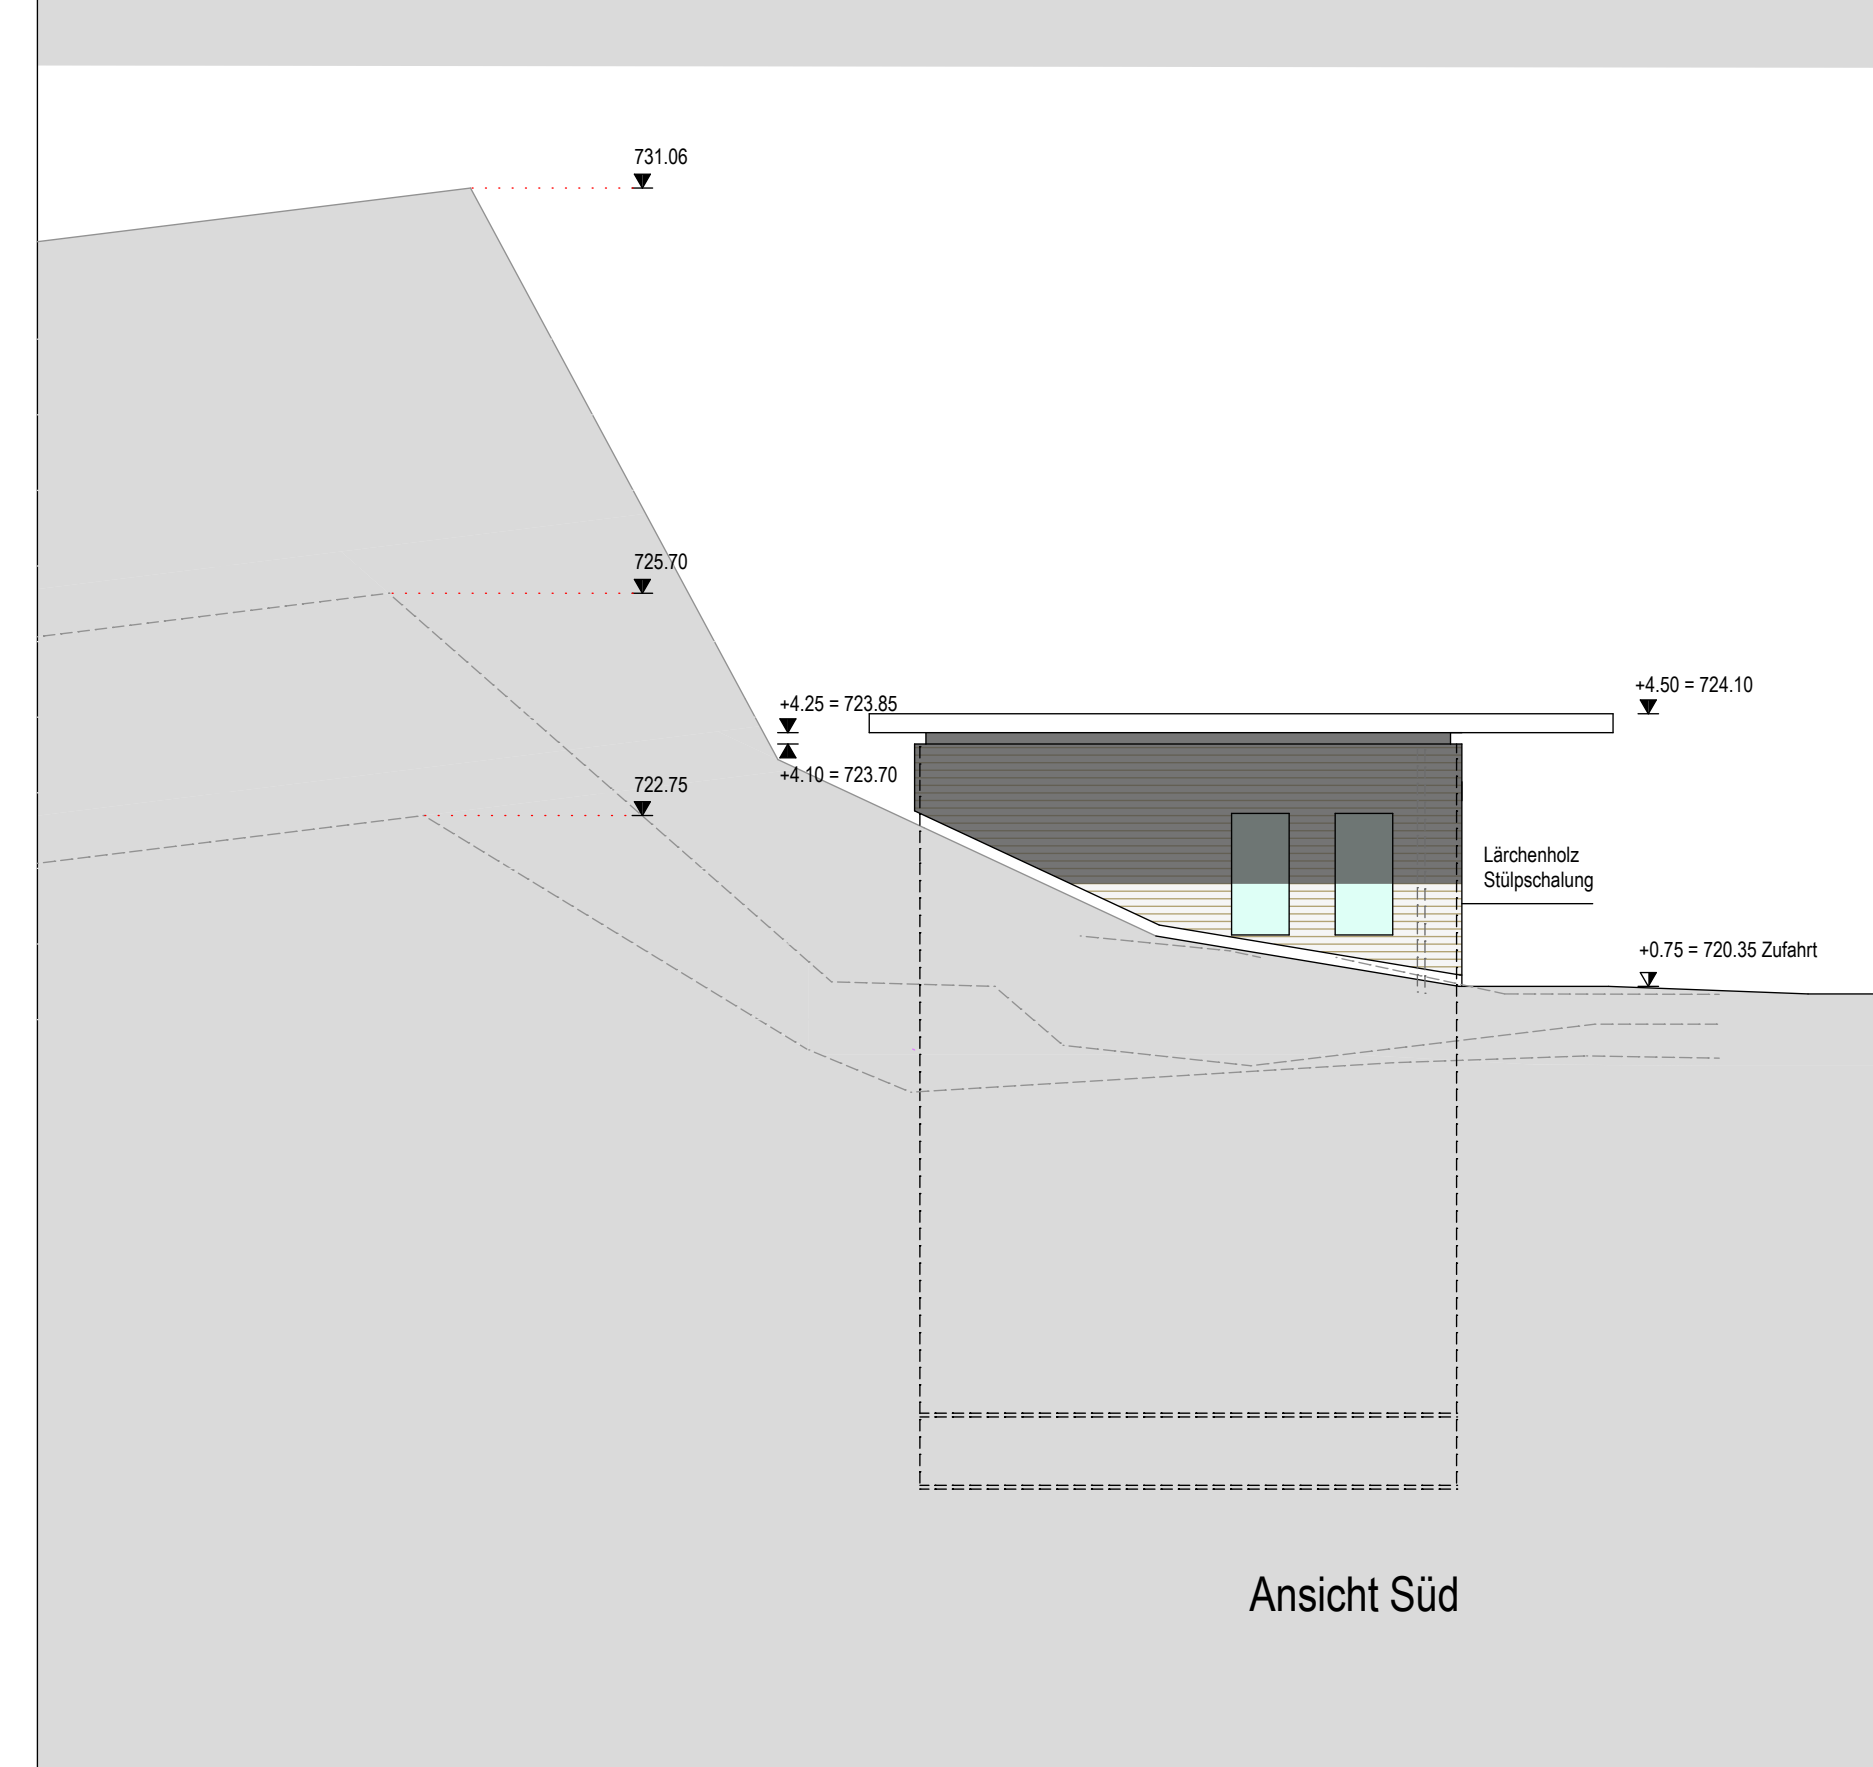 731.06
725.70
+4.50 = 724.10
+4.25 = 723.85
+4.10 = 723.70
722.75
Lärchenholz
Stülpschalung
+0.75 = 720.35 Zufahrt
Ansicht Süd